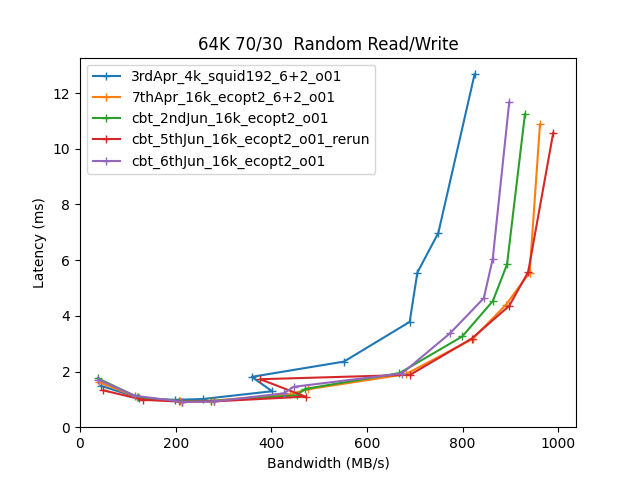 64K 70/30  Random Read/Write
3rdApr_4k_squid192_6+2_o01
7thApr_16k_ecopt2_6+2_o01
cbt_2ndJun_16k_ecopt2_o01
cbt_5thJun_16k_ecopt2_o01_rerun
cbt_6thJun_16k_ecopt2_o01
Latency (ms)
12
10
8
6
4
2
0
0 200 400 600 800 1000
Bandwidth (MB/s)